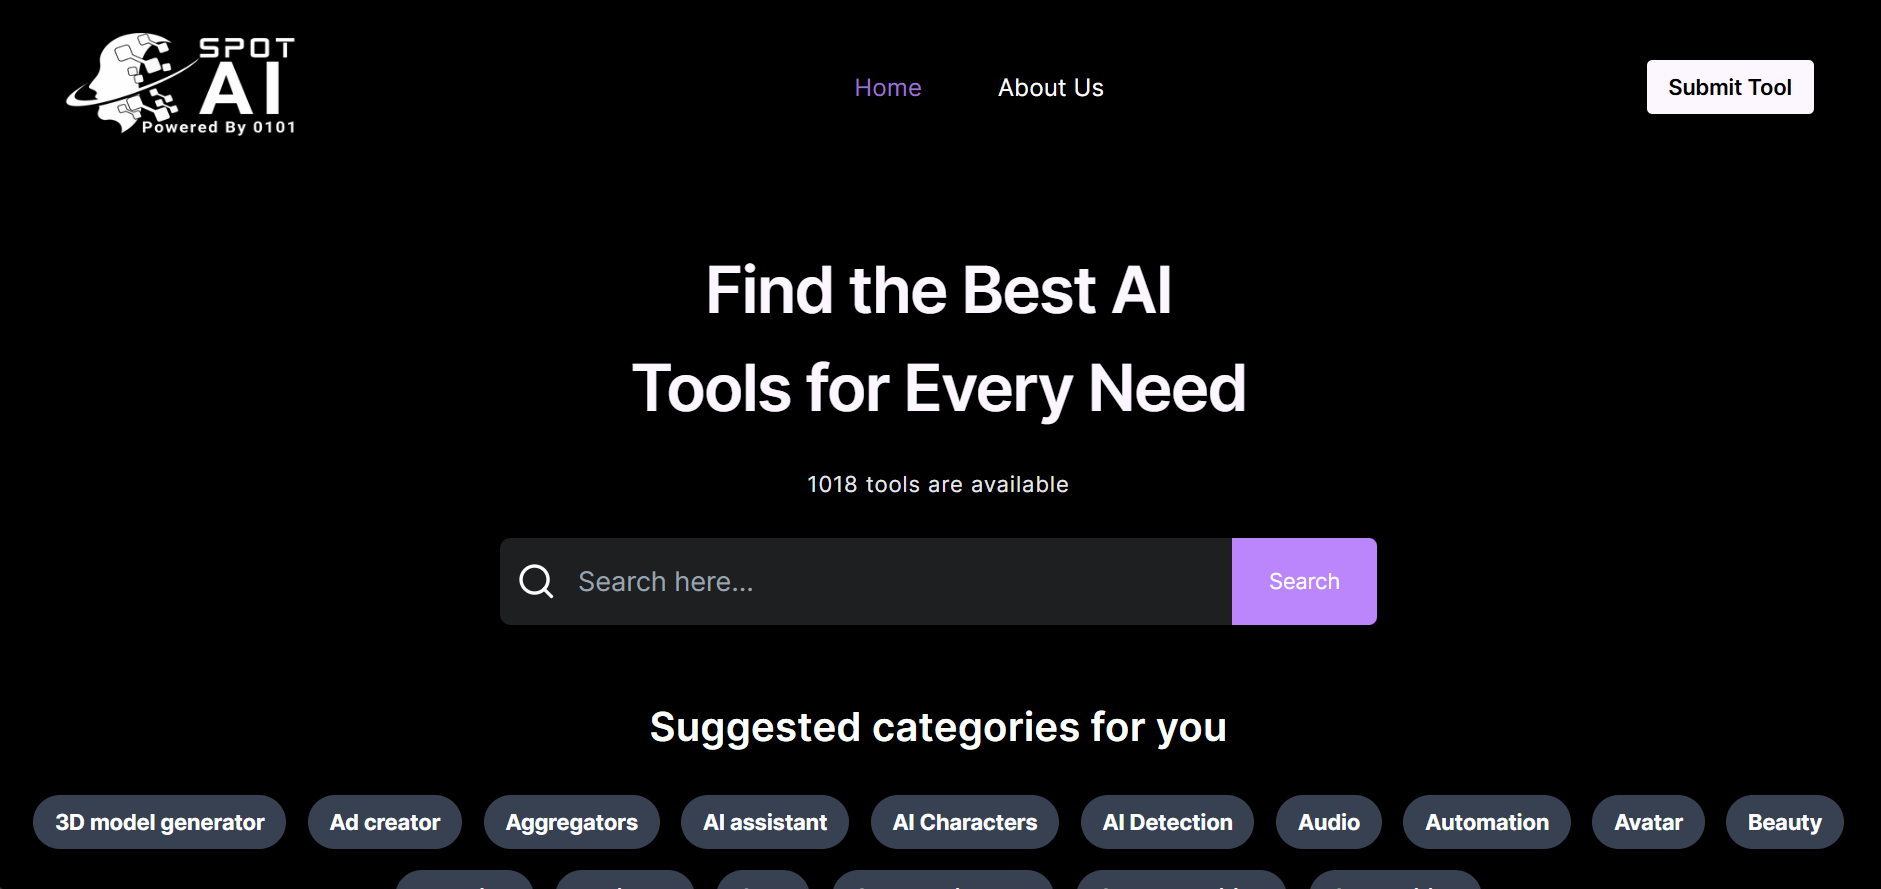 SPOT
AI
Powered By 0101
Home
About Us
Submit Tool
Find the Best AI
Tools for Every Need
1018 tools are available
Search here...
Search
Suggested categories for you
3D model generator
Ad creator
Aggregators
AI assistant
AI Characters
AI Detection
Audio
Automation
Avatar
Beauty